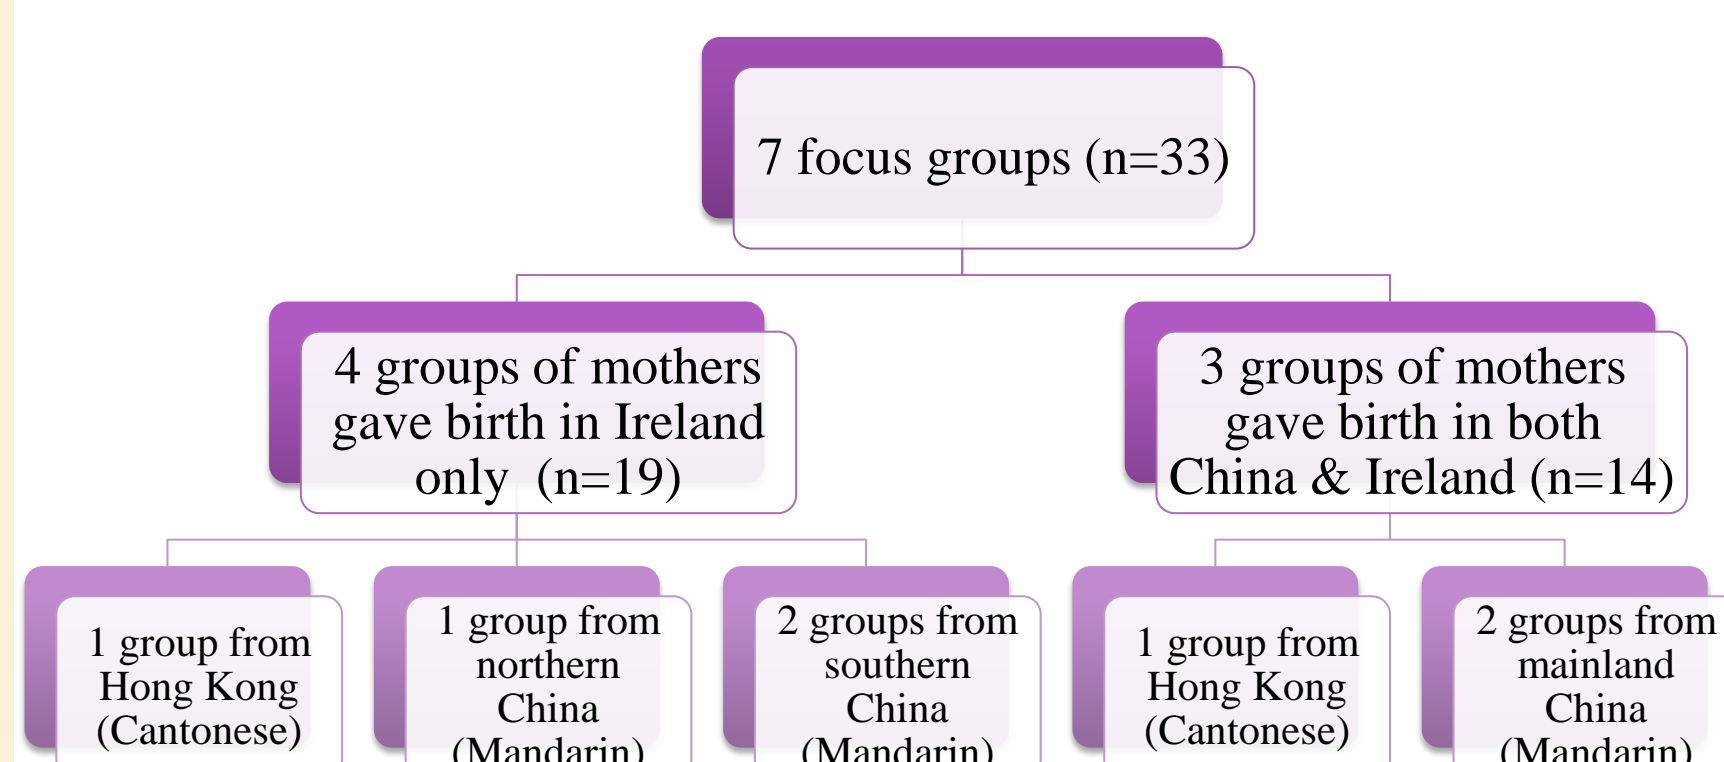 7 focus groups (n=33)
4 groups of mothers
gave birth in Ireland
only (n=19)
3 groups of mothers
gave birth in both
China & Ireland (n=14)
1 group from
Hong Kong
(Cantonese)
1 group from
northern
China
(Mandarin)
2 groups from
southern
China
(Mandarin)
1 group from
Hong Kong
(Cantonese)
2 groups from
mainland
China
(Mandarin)